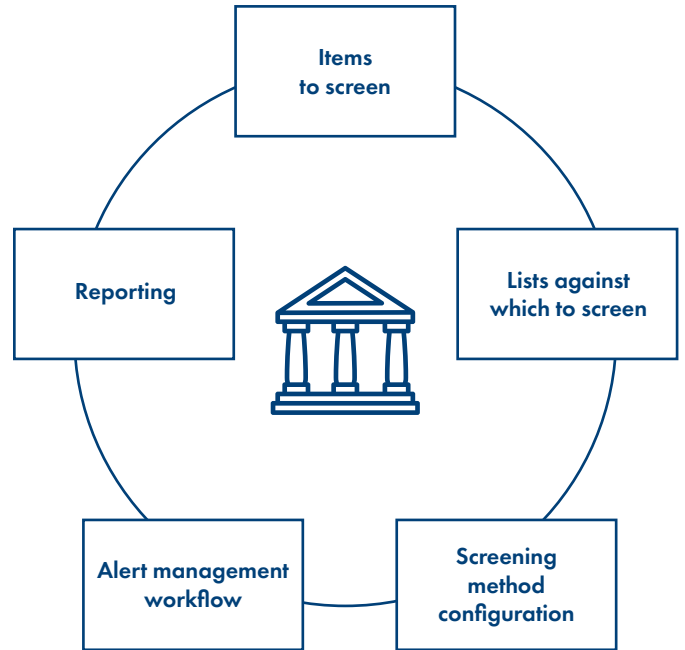 Items
to screen
Lists against
which to screen
Screening
method
configuration
Alert management
workflow
Reporting